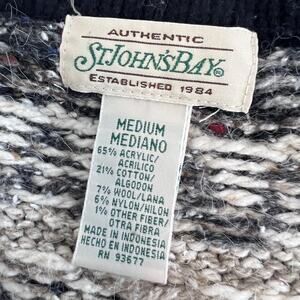 AUTHENTIC
ST.JOHN'S BAY®
ESTABLISHED 1984
MEDIUM
MEDIANO
65% ACRYLIC/
ACRILICO
21% COTTON/
ALGODON
7% WOOL/LANA
6% NYLON/NILON
1% OTHER FIBER/
OTRA FIBRA
MADE IN INDONESIA
HECHO EN INDONESIA
RN 93677